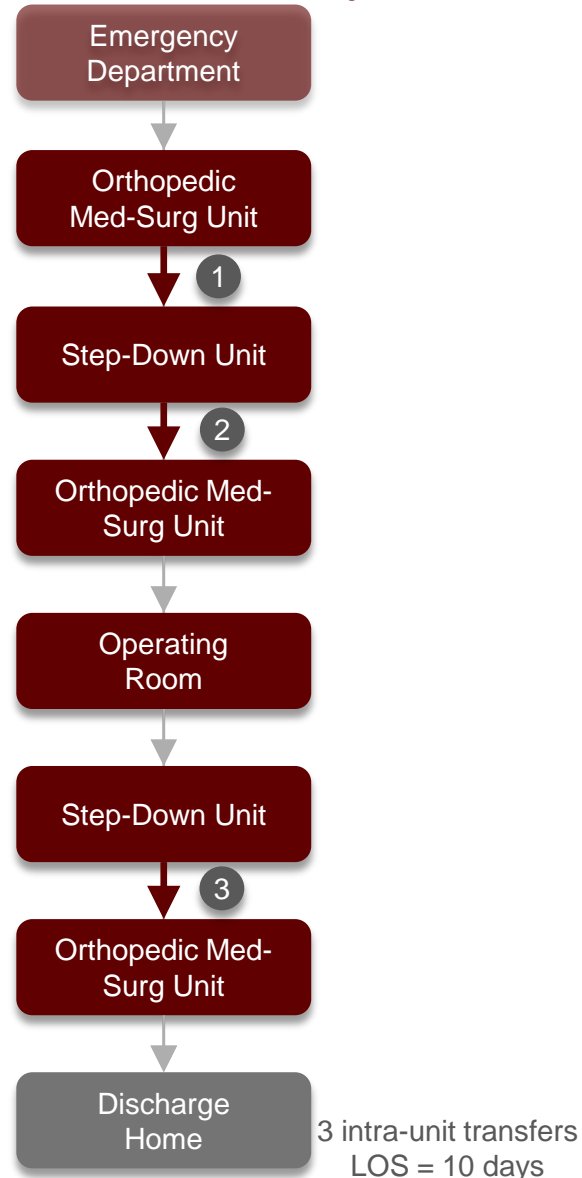 Emergency
Department
Orthopedic
Med-Surg Unit
1
Step-Down Unit
2
Orthopedic Med-
Surg Unit
Operating
Room
Step-Down Unit
3
Orthopedic Med-
Surg Unit
Discharge
Home
3 intra-unit transfers
LOS = 10 days